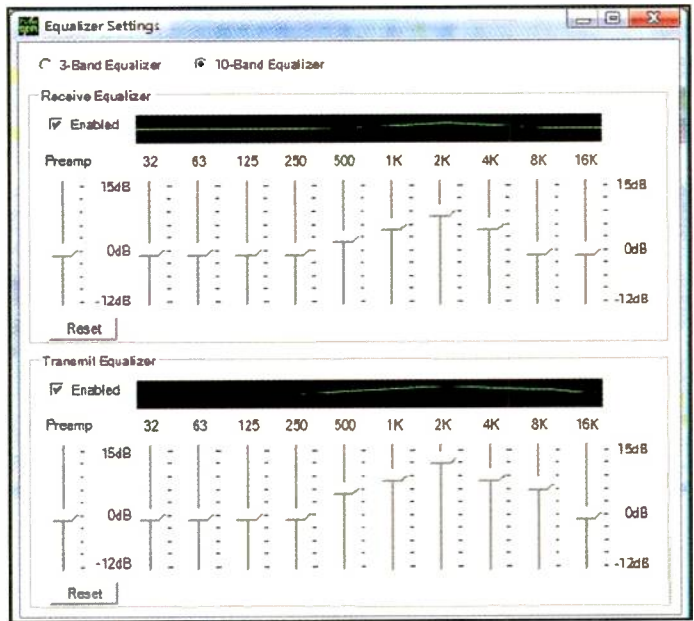 Equalizer Settings
3-Band Equalizer 10-Band Equalizer
Receive Equalizer
Enabled
Preamp 32 63 125 250 500 1K 2K 4K 8K 16K
15dB 15dB
0dB 0dB
-12dB -12dB
Reset
Transmit Equalizer
Enabled
Preamp 32 63 125 250 500 1K 2K 4K 8K 16K
15dB 15dB
0dB 0dB
-12dB -12dB
Reset